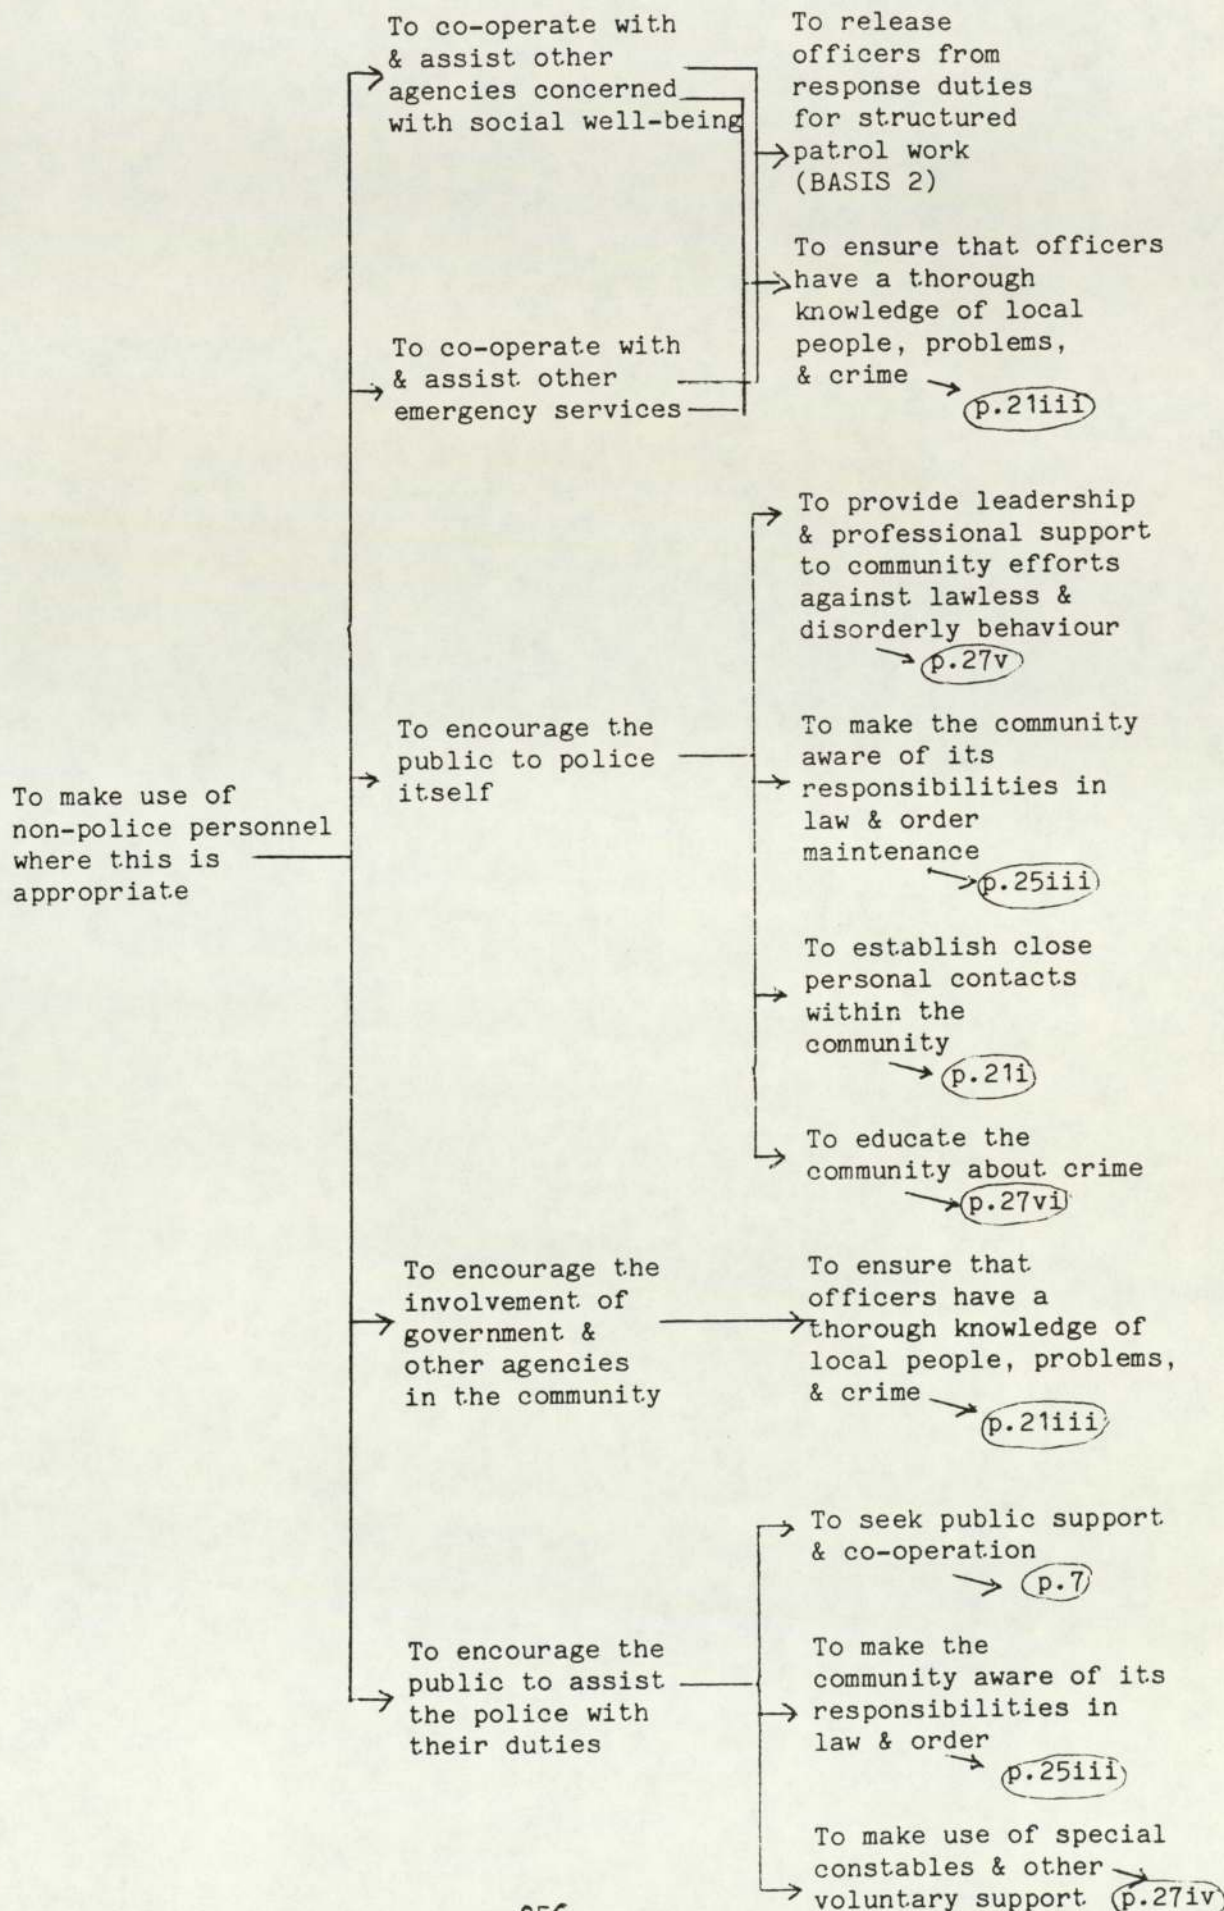 To co-operate with
& assist other
agencies concerned
with social well-being
To release
officers from
response duties
for structured
patrol work
(BASIS 2)
To ensure that officers
have a thorough
knowledge of local
people, problems,
& crime
p.21iii
To co-operate with
& assist other
emergency services
To provide leadership
& professional support
to community efforts
against lawless &
disorderly behaviour
p.27v
To encourage the
public to police
itself
To make the community
aware of its
responsibilities in
law & order
maintenance
p.25iii
To make use of
non-police personnel
where this is
appropriate
To establish close
personal contacts
within the
community
p.21i
To educate the
community about crime
p.27vi
To encourage the
involvement of
government &
other agencies
in the community
To ensure that
officers have a
thorough knowledge of
local people, problems,
& crime
p.21iii
To seek public support
& co-operation
p.7
To encourage the
public to assist
the police with
their duties
To make the
community aware of its
responsibilities in
law & order
p.25iii
To make use of special
constables & other
voluntary support p.27iv